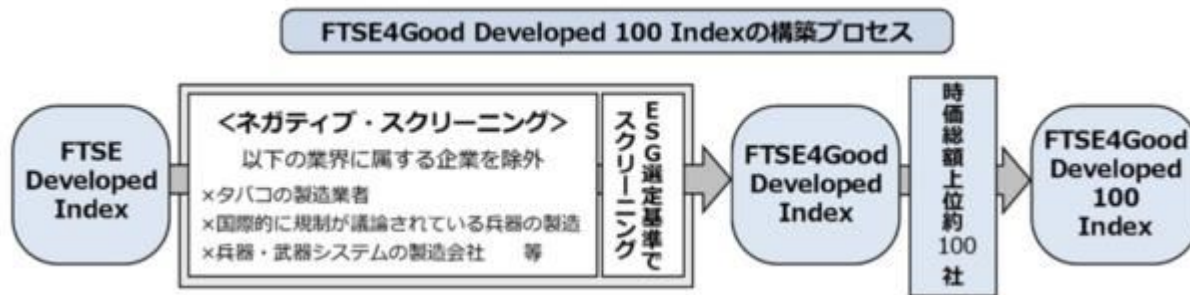 FTSE4Good Developed 100 Indexの構築プロセス
FTSE
Developed
Index
<ネガティブ・スクリーニング>
以下の業界に属する企業を除外
×タバコの製造業者
×国際的に規制が議論されている兵器の製造
×兵器・武器システムの製造会社 等
ESG選定基準で
スクリーニング
FTSE4Good
Developed
Index
時価総額上位約100社
FTSE4Good
Developed
100
Index